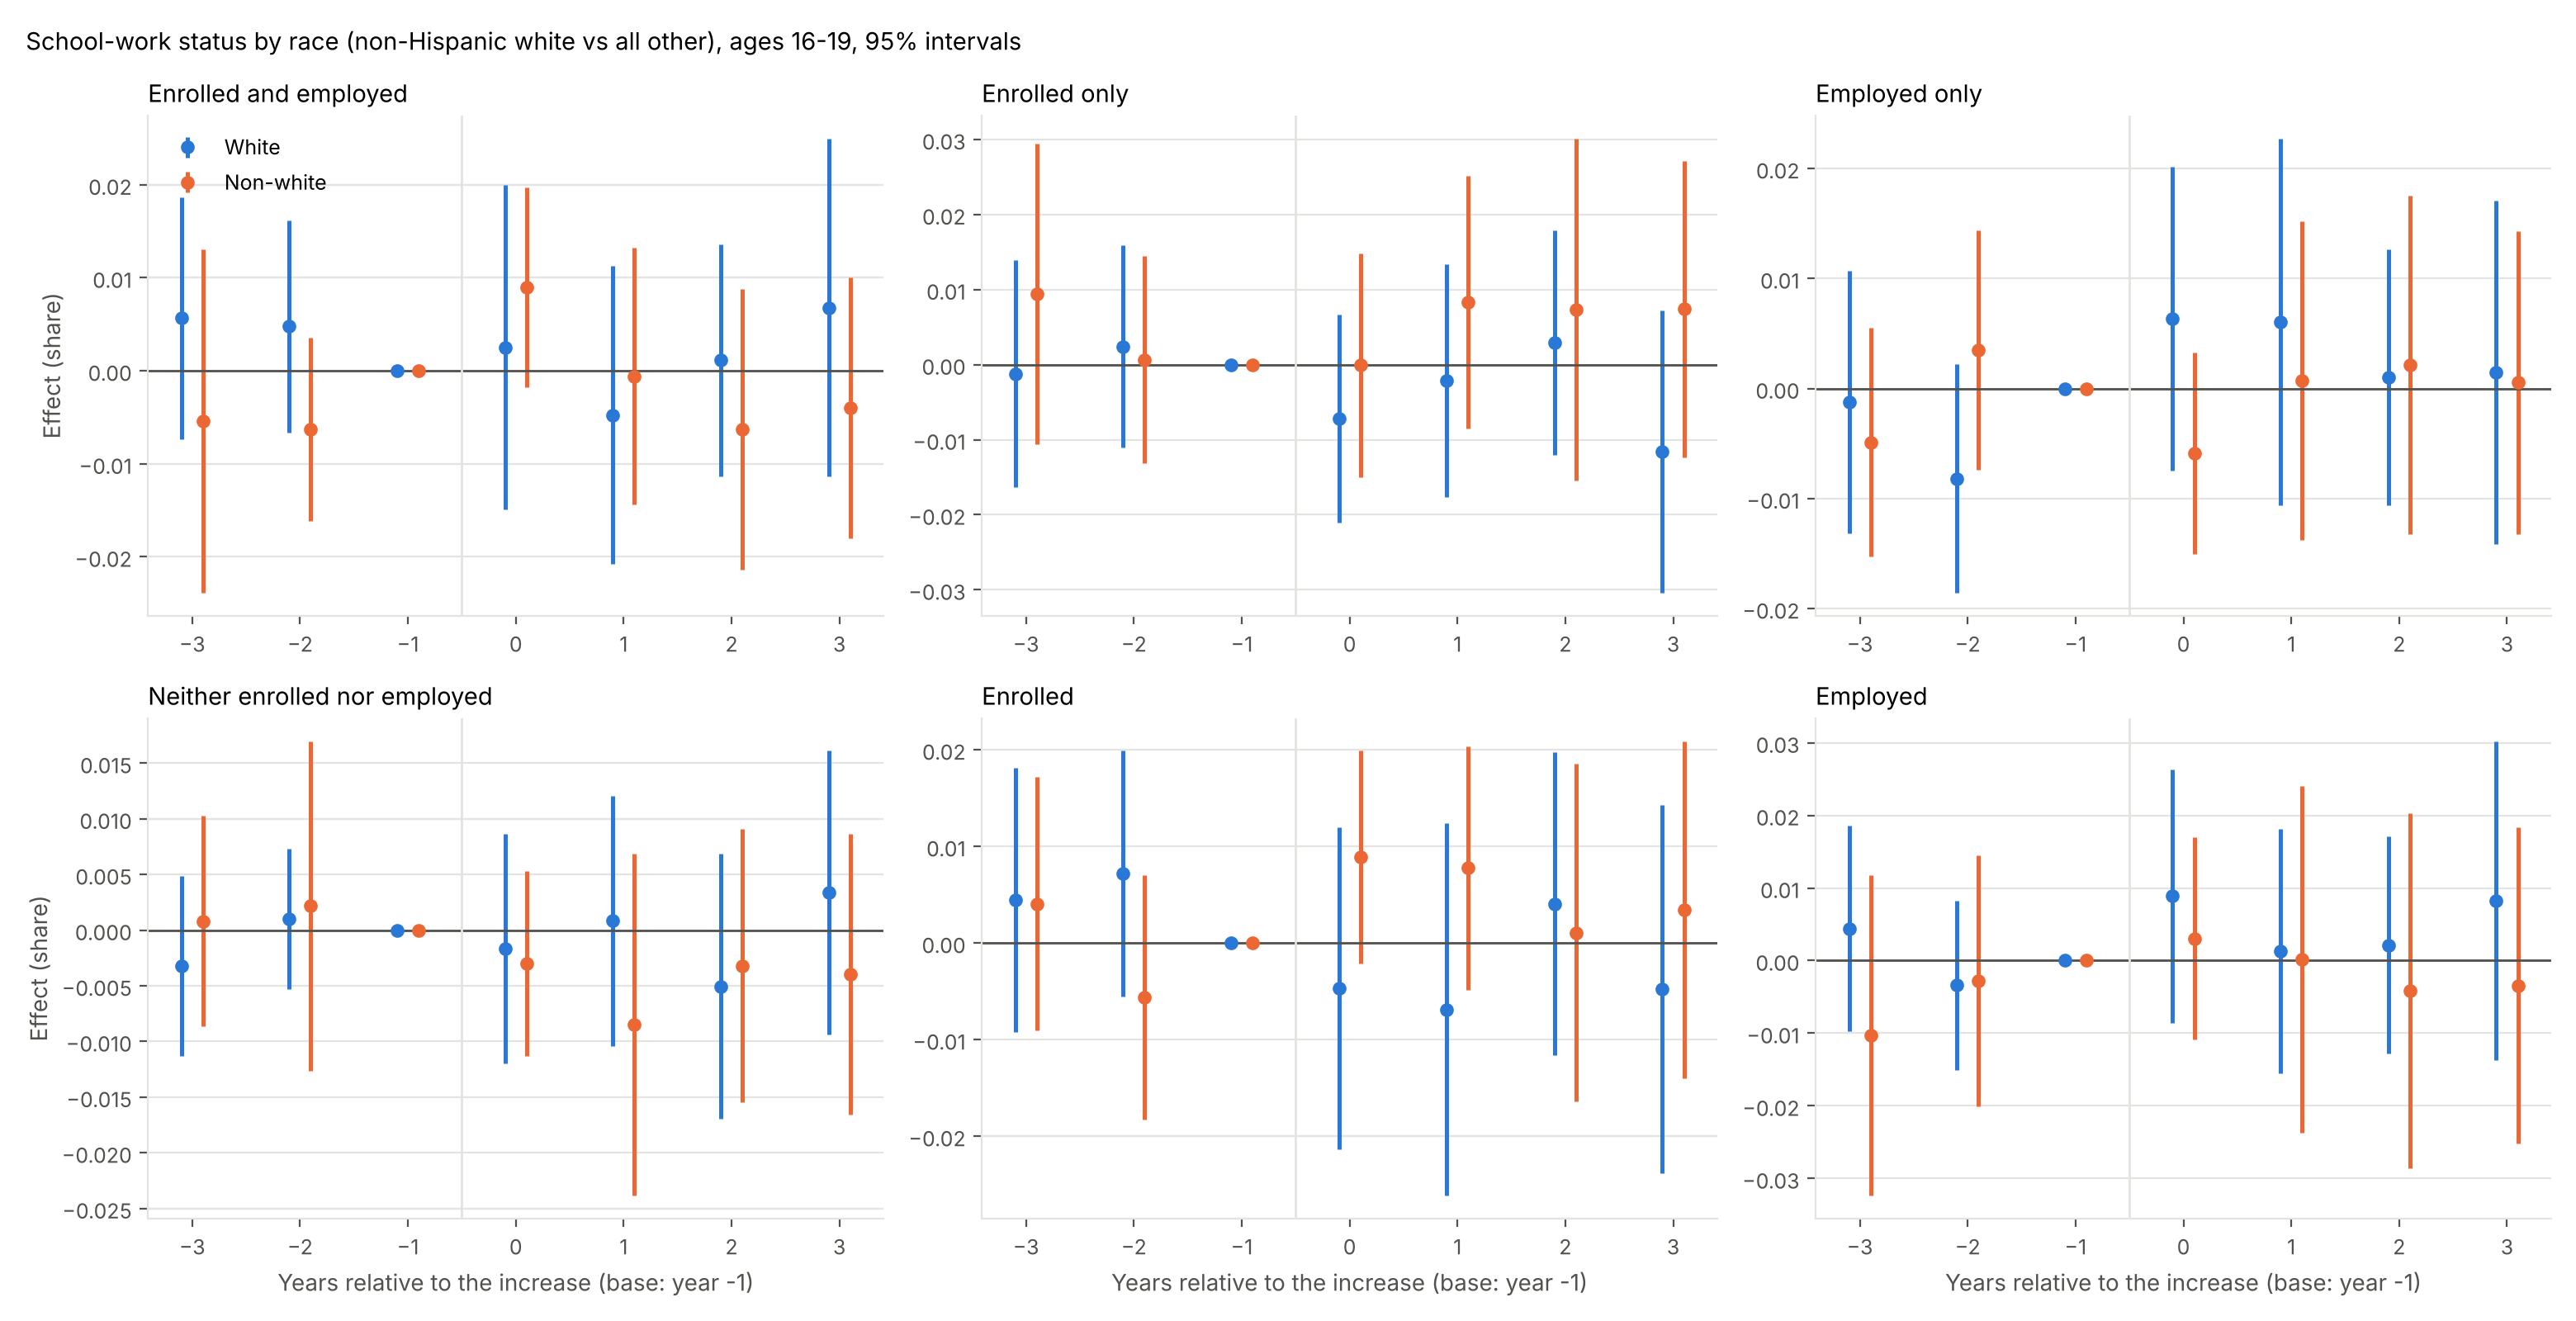 School-work status by race (non-Hispanic white vs all other), ages 16-19, 95% intervals
Enrolled and employed
White
Non-white
Effect (share)
0.02
0.01
0.00
−0.01
−0.02
−3 −2 −1 0 1 2 3
Enrolled only
0.03
0.02
0.01
0.00
−0.01
−0.02
−0.03
−3 −2 −1 0 1 2 3
Employed only
0.02
0.01
0.00
−0.01
−0.02
−3 −2 −1 0 1 2 3
Neither enrolled nor employed
Effect (share)
0.015
0.010
0.005
0.000
−0.005
−0.010
−0.015
−0.020
−0.025
−3 −2 −1 0 1 2 3
Years relative to the increase (base: year -1)
Enrolled
0.02
0.01
0.00
−0.01
−0.02
−3 −2 −1 0 1 2 3
Years relative to the increase (base: year -1)
Employed
0.03
0.02
0.01
0.00
−0.01
−0.02
−0.03
−3 −2 −1 0 1 2 3
Years relative to the increase (base: year -1)